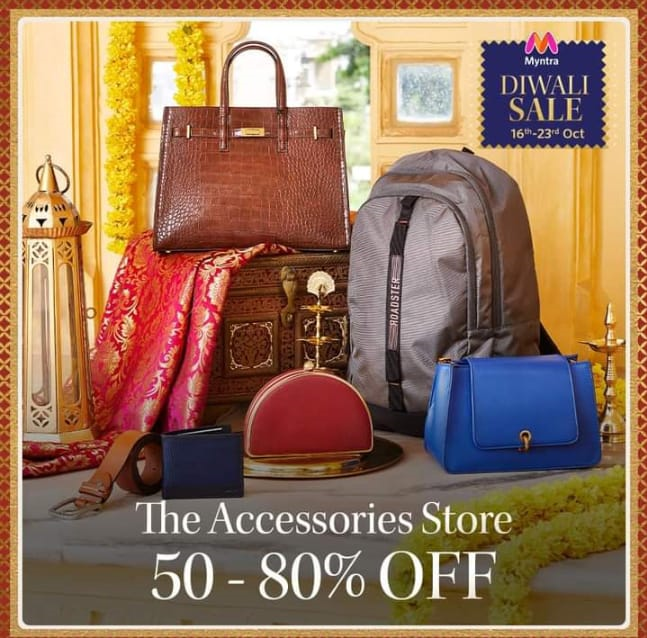 Myntra
DIWALI
SALE
16th-23rd Oct
ROADSTER
The Accessories Store
50 - 80% OFF